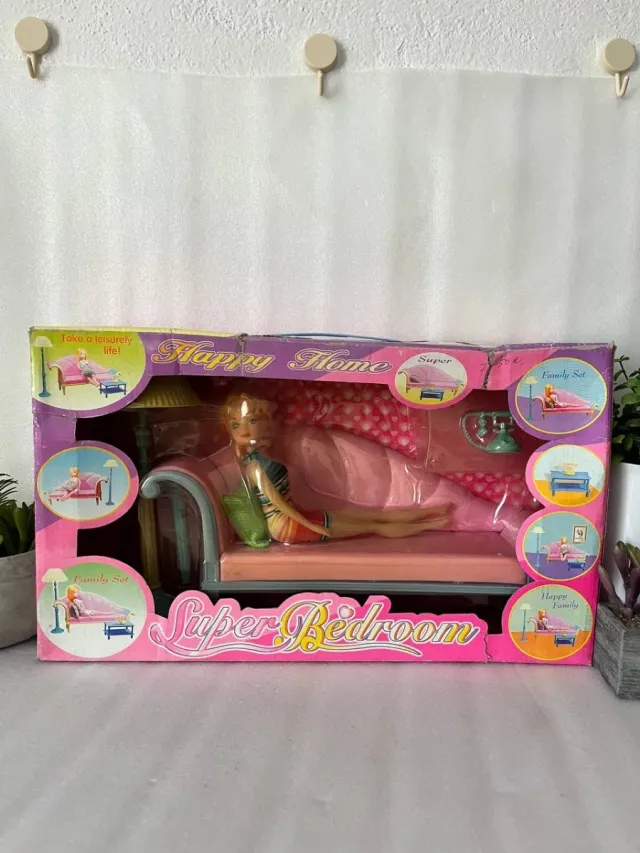 Take a leisurely
life!
Happy Home
Super
Family Set
Family Set
Happy
Family
Super Bedroom